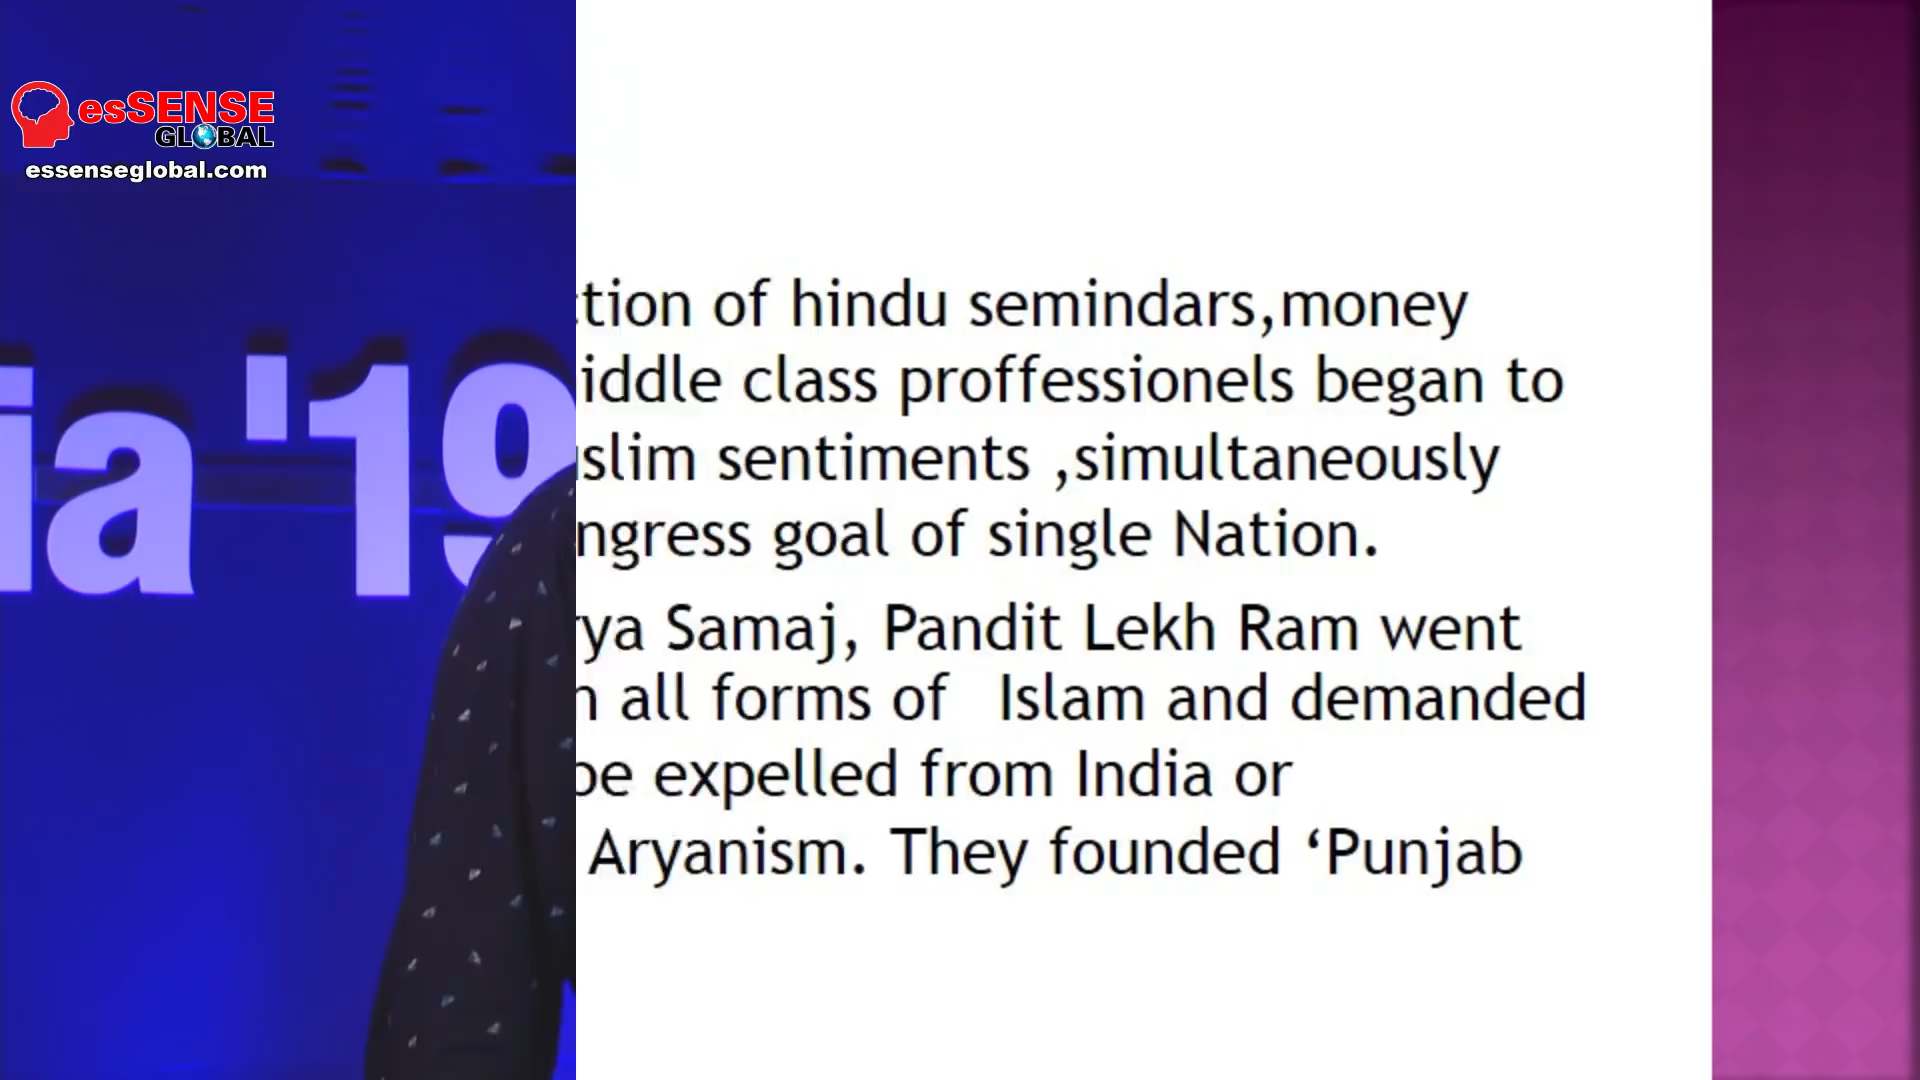 esSENSE
GLOBAL
essenseglobal.com
ia '19
ction of hindu semindars,money
iddle class proffessionels began to
slim sentiments ,simultaneously
ngress goal of single Nation.
ya Samaj, Pandit Lekh Ram went
all forms of Islam and demanded
be expelled from India or
Aryanism. They founded ‘Punjab